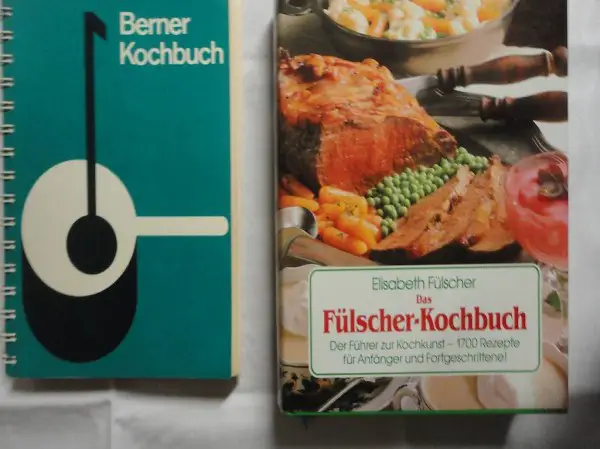 Berner
Kochbuch
Elisabeth Fülscher
Das
Fülscher-Kochbuch
Der Führer zur Kochkunst – 1700 Rezepte
für Anfänger und Fortgeschrittene!